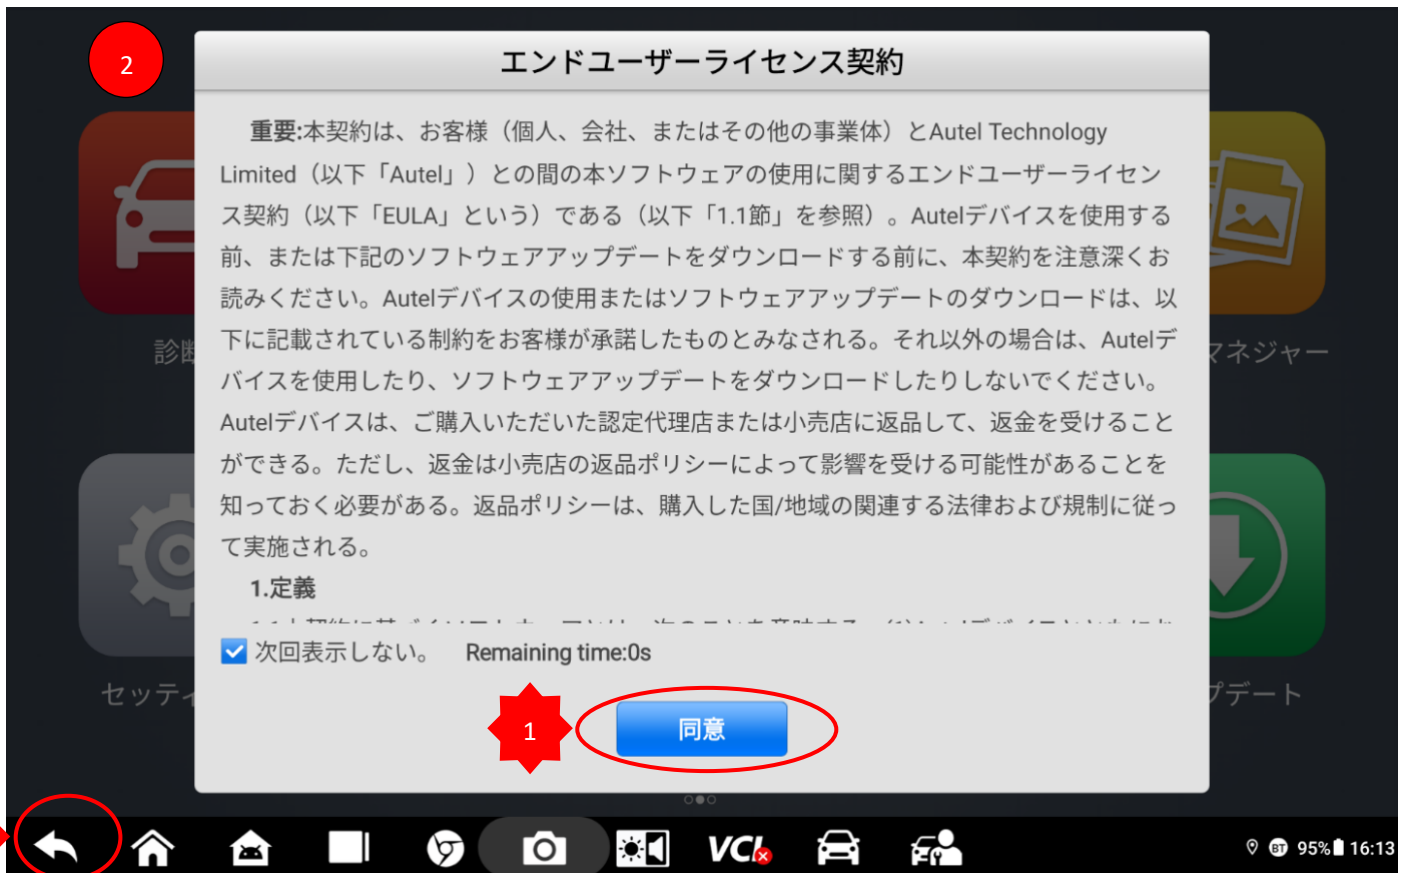 2
エンドユーザーライセンス契約
重要:本契約は、お客様（個人、会社、またはその他の事業体）とAutel Technology
Limited（以下「Autel」）との間の本ソフトウェアの使用に関するエンドユーザーライセン
ス契約（以下「EULA」という）である（以下「1.1節」を参照）。Autelデバイスを使用する
前、または下記のソフトウェアアップデートをダウンロードする前に、本契約を注意深くお
読みください。Autelデバイスの使用またはソフトウェアアップデートのダウンロードは、以
下に記載されている制約をお客様が承諾したものとみなされる。それ以外の場合は、Autelデ
バイスを使用したり、ソフトウェアアップデートをダウンロードしたりしないでください。
Autelデバイスは、ご購入いただいた認定代理店または小売店に返品して、返金を受けること
ができる。ただし、返金は小売店の返品ポリシーによって影響を受ける可能性があることを
知っておく必要がある。返品ポリシーは、購入した国/地域の関連する法律および規制に従っ
て実施される。
1.定義
次回表示しない。 Remaining time:0s
1
同意
診断
マネジャー
セッティ
プデート
VCI
BT 95% 16:13